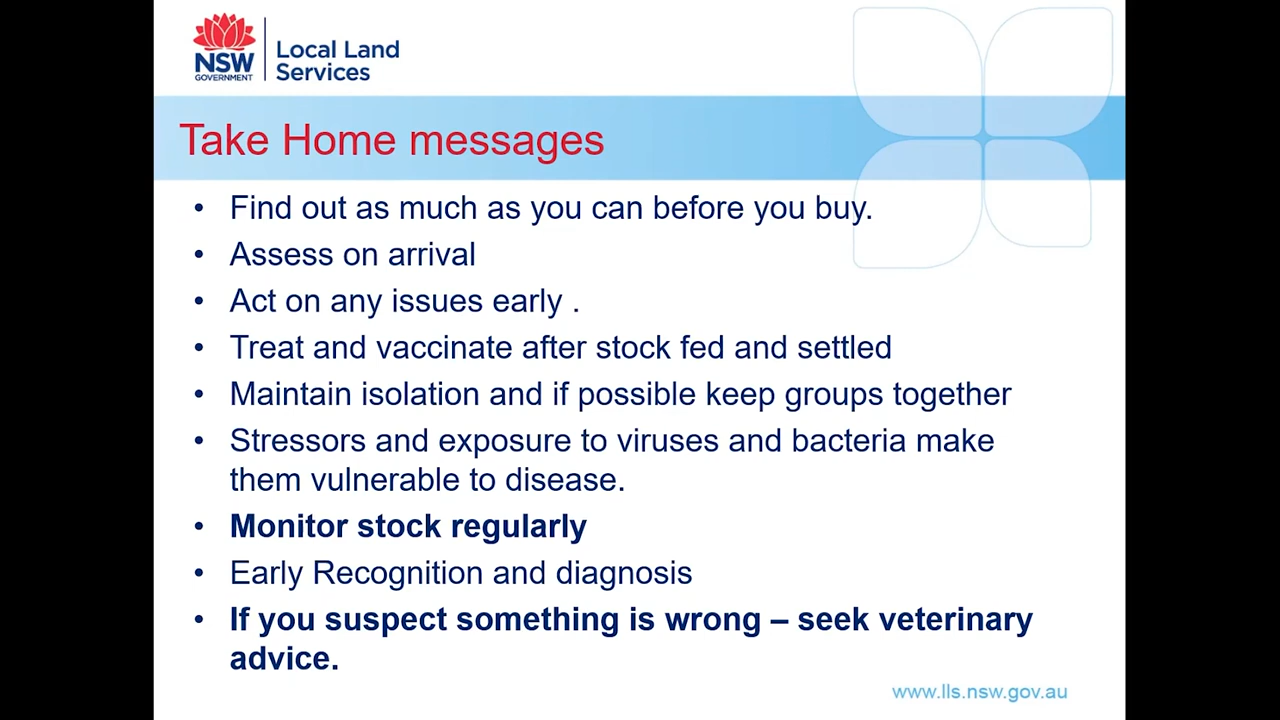 NSW
GOVERNMENT
Local Land
Services
Take Home messages
• Find out as much as you can before you buy.
• Assess on arrival
• Act on any issues early .
• Treat and vaccinate after stock fed and settled
• Maintain isolation and if possible keep groups together
• Stressors and exposure to viruses and bacteria make
them vulnerable to disease.
• Monitor stock regularly
• Early Recognition and diagnosis
• If you suspect something is wrong – seek veterinary
advice.
www.lls.nsw.gov.au